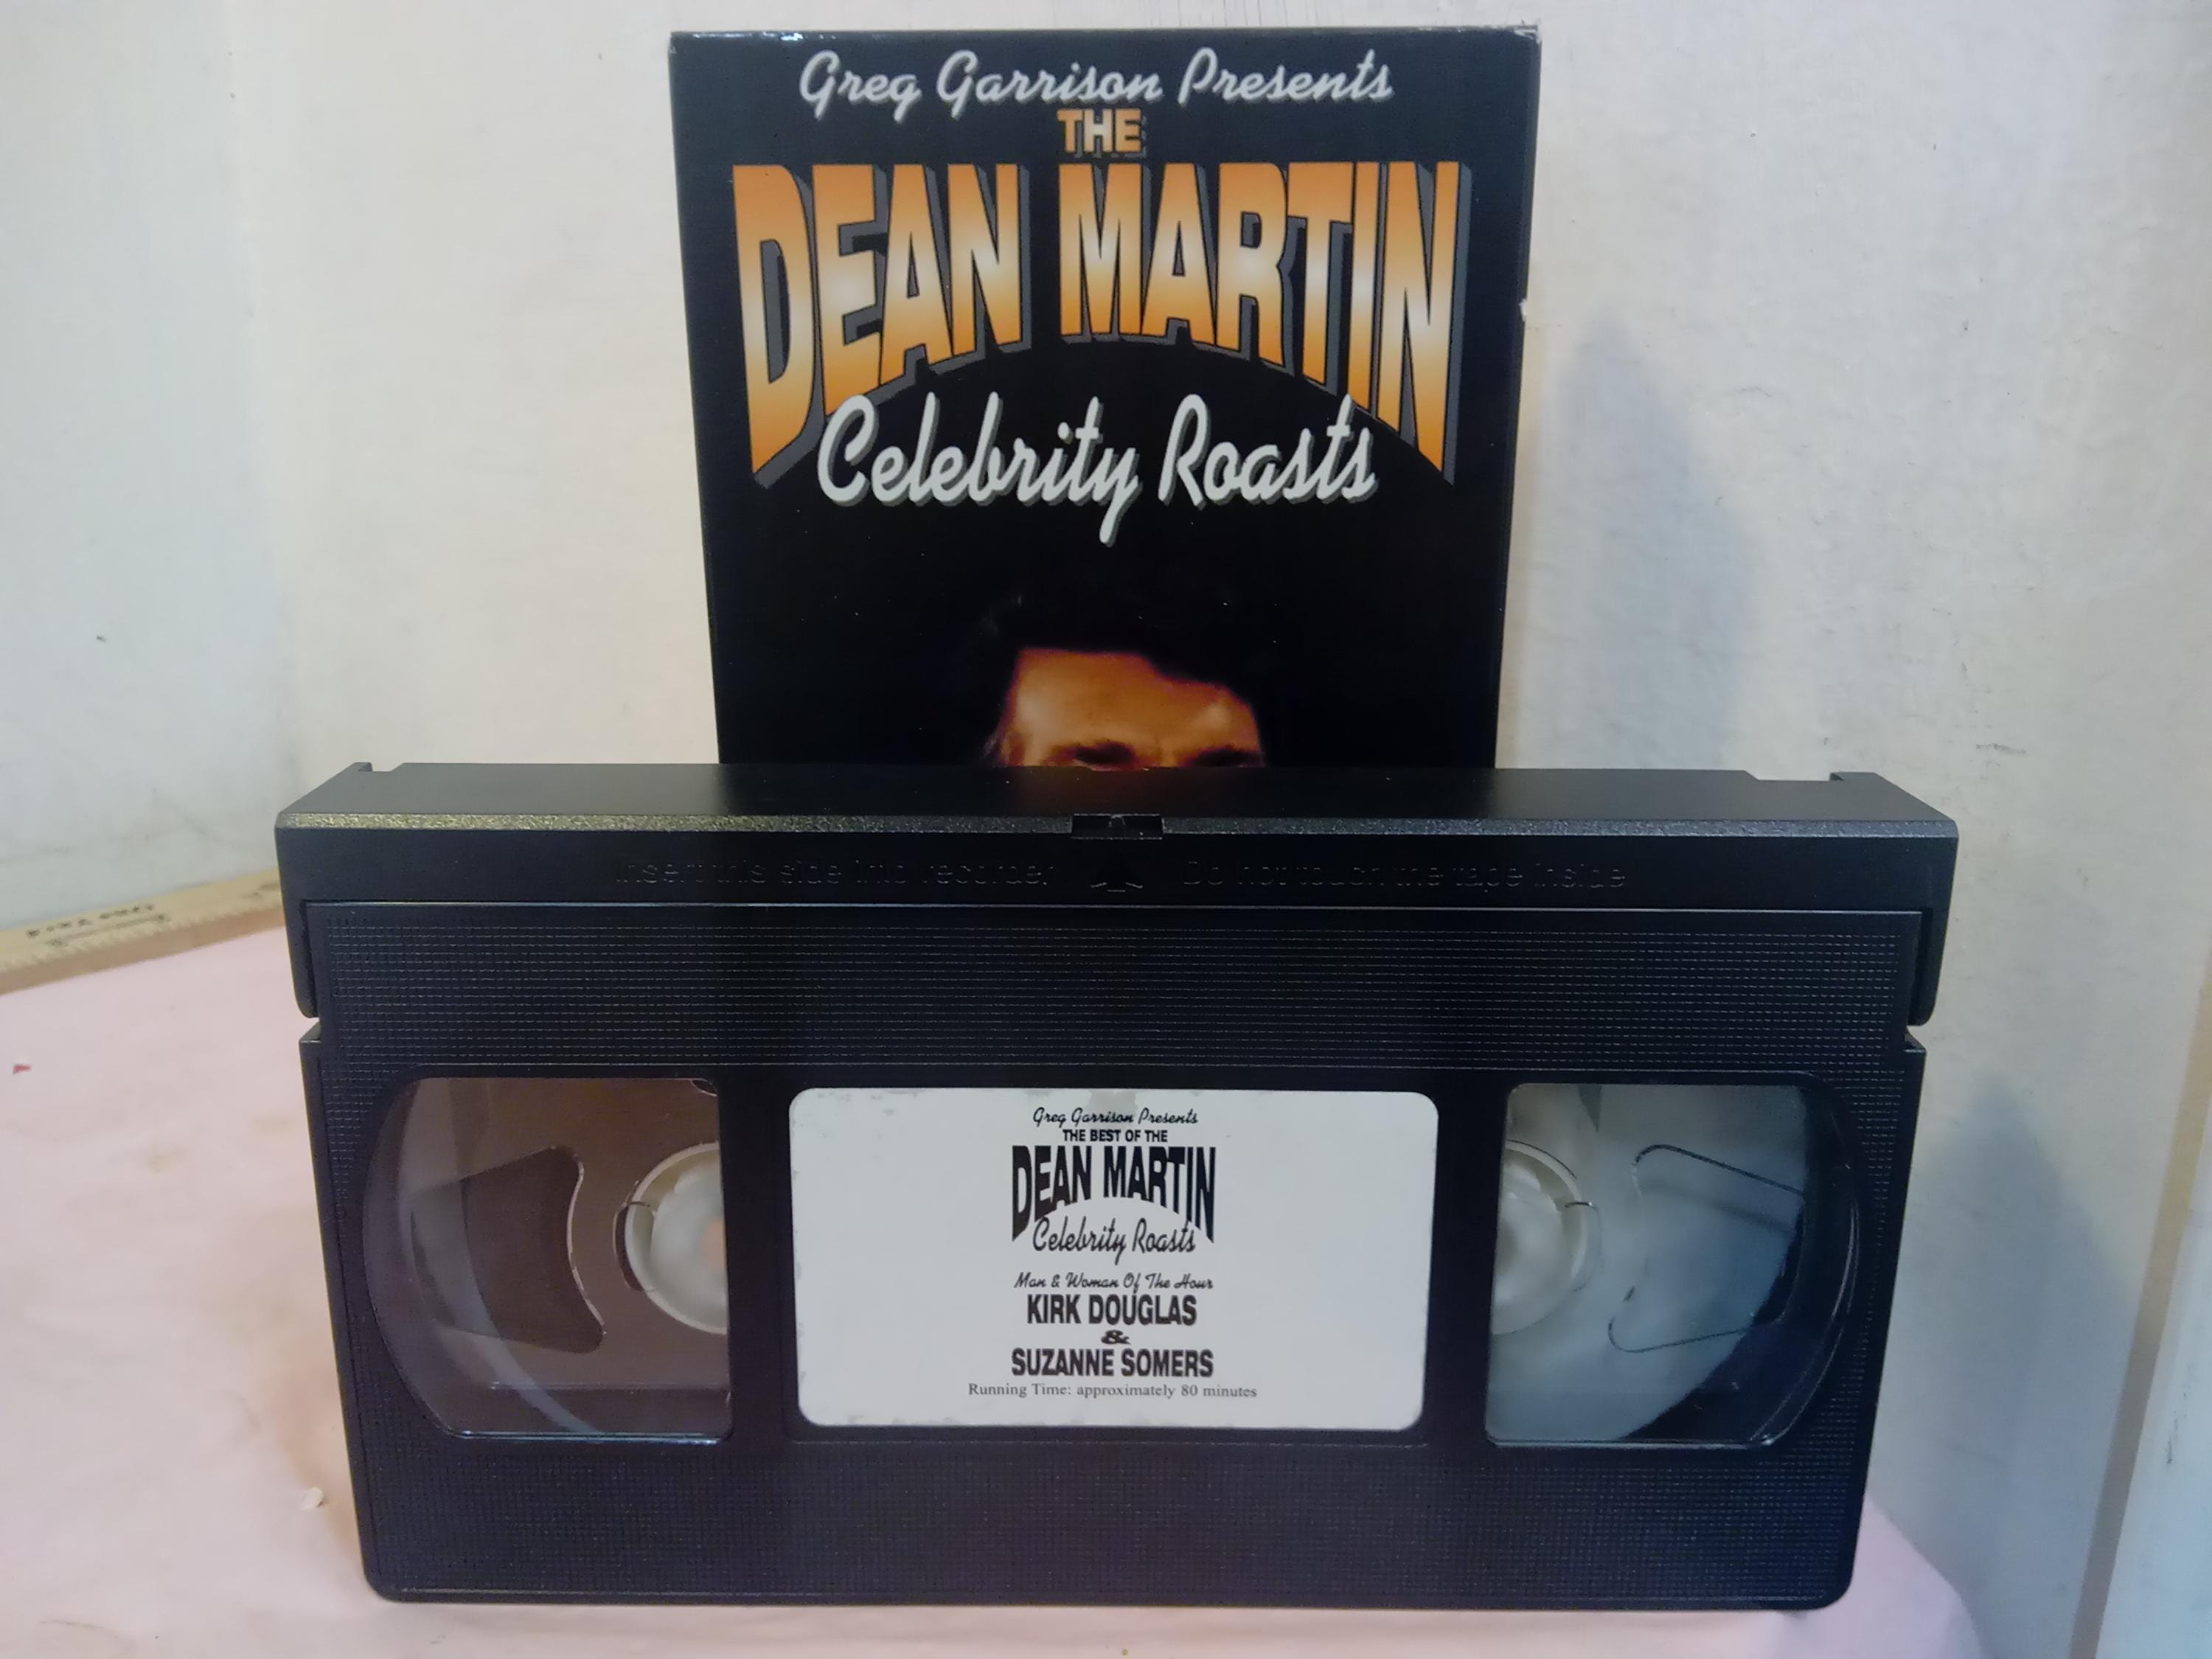 Greg Garrison Presents
THE
DEAN MARTIN
Celebrity Roasts
Insert this side into recorder
Do not touch the tape inside
Greg Garrison Presents
THE BEST OF THE
DEAN MARTIN
Celebrity Roasts
Man & Woman Of The Hour
KIRK DOUGLAS
&
SUZANNE SOMERS
Running Time: approximately 80 minutes